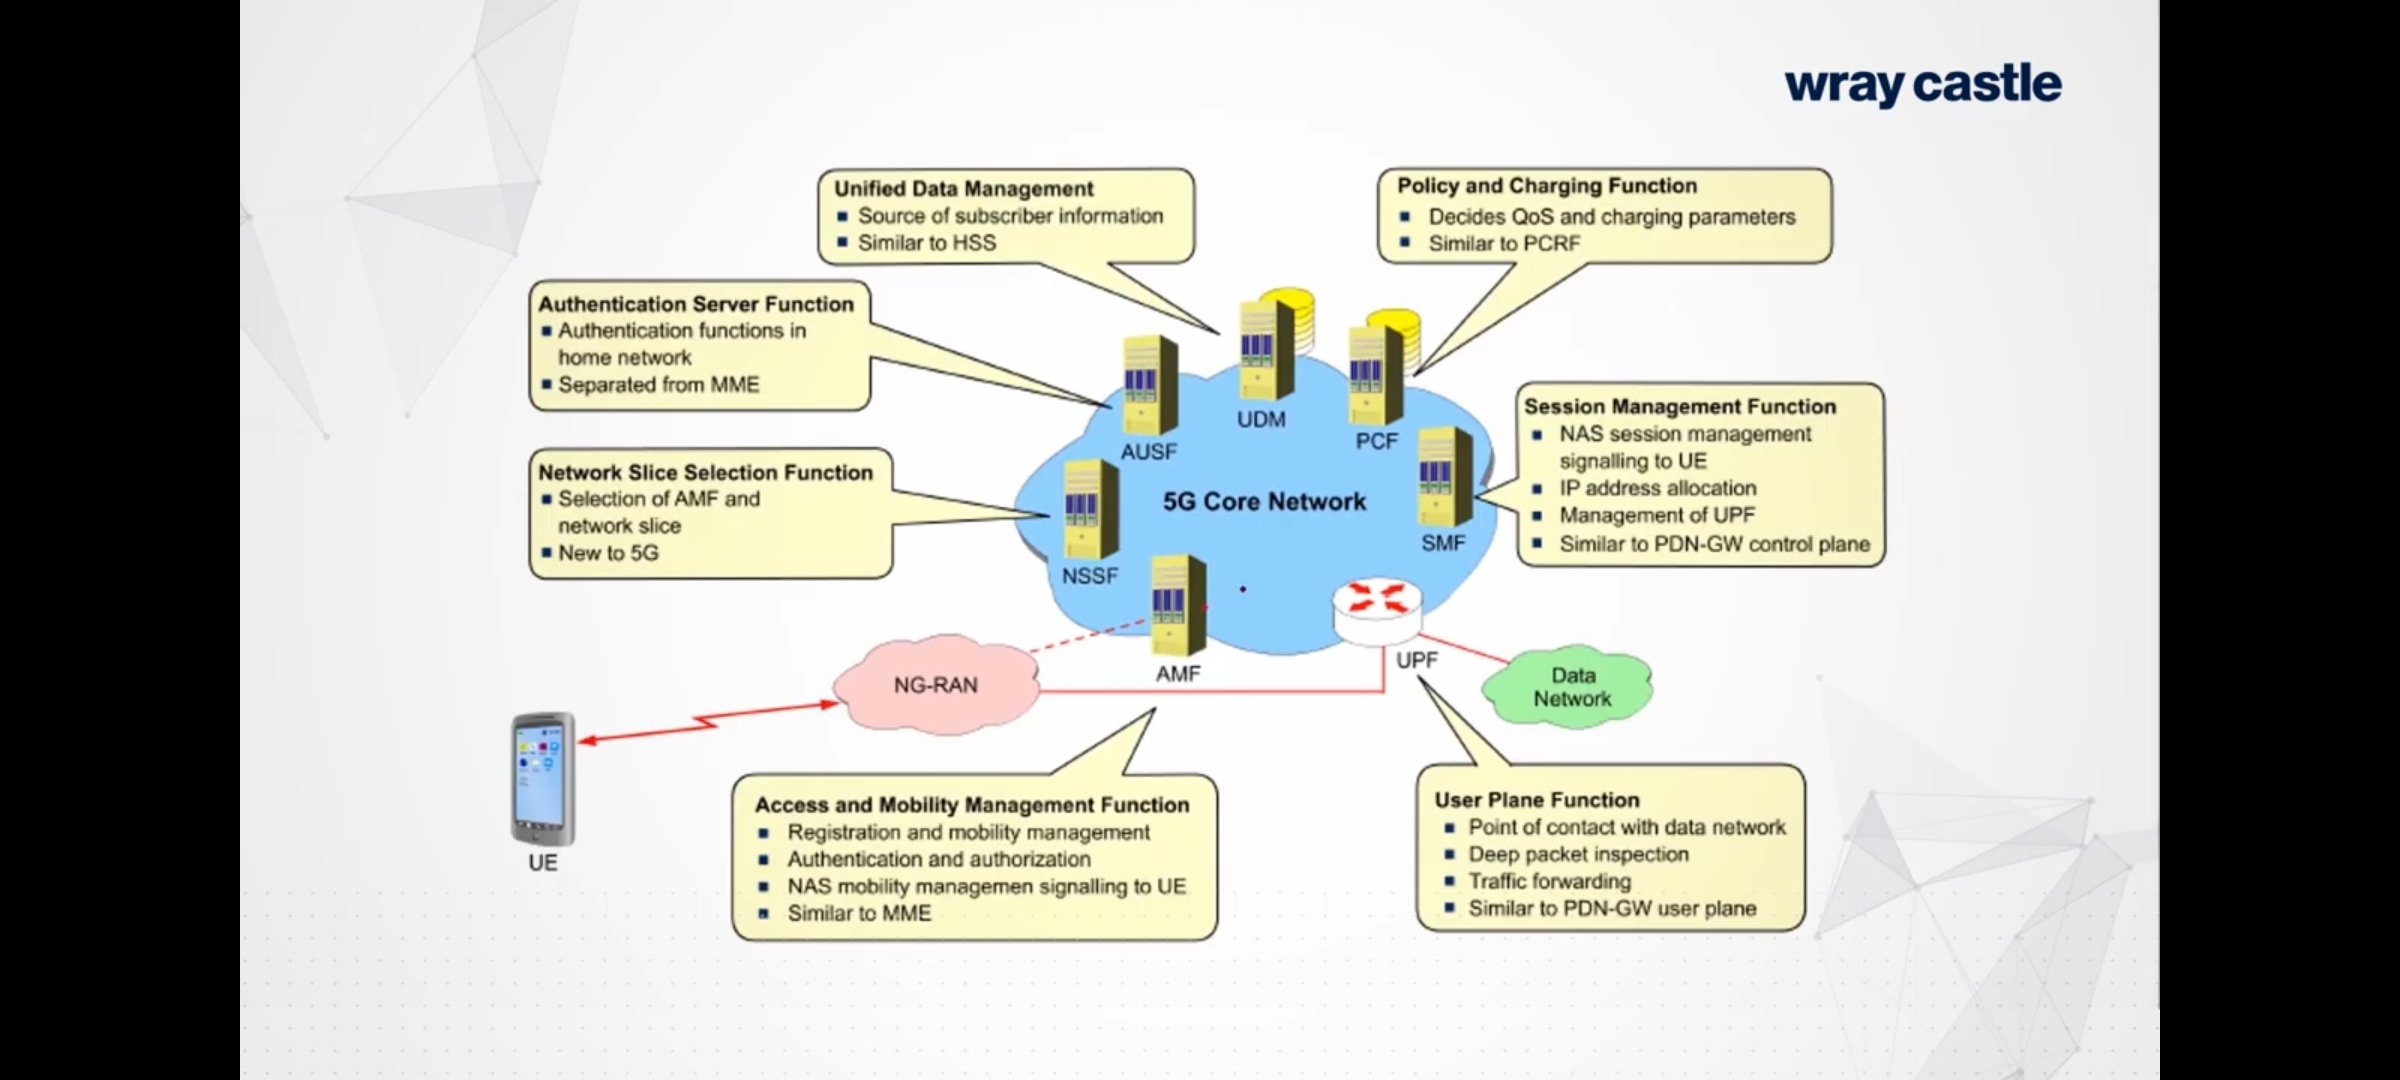 wray castle
Unified Data Management
▪ Source of subscriber information
▪ Similar to HSS
Policy and Charging Function
▪ Decides QoS and charging parameters
▪ Similar to PCRF
Authentication Server Function
▪ Authentication functions in
home network
▪ Separated from MME
Session Management Function
▪ NAS session management
signalling to UE
▪ IP address allocation
▪ Management of UPF
▪ Similar to PDN-GW control plane
Network Slice Selection Function
▪ Selection of AMF and
network slice
▪ New to 5G
UDM
PCF
AUSF
5G Core Network
SMF
NSSF
AMF
UPF
NG-RAN
Data
Network
UE
Access and Mobility Management Function
▪ Registration and mobility management
▪ Authentication and authorization
▪ NAS mobility managemen signalling to UE
▪ Similar to MME
User Plane Function
▪ Point of contact with data network
▪ Deep packet inspection
▪ Traffic forwarding
▪ Similar to PDN-GW user plane